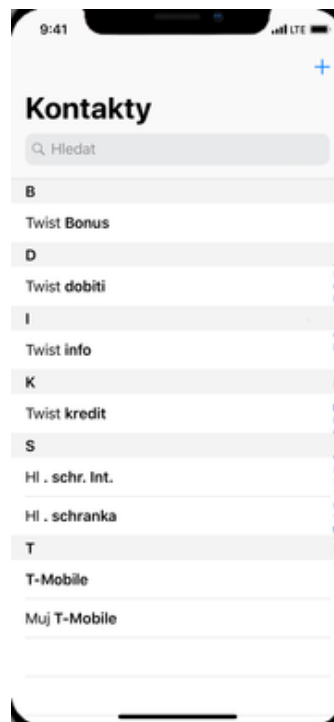 9:41
LTE
+
Kontakty
Hledat
B
Twist Bonus
D
Twist dobiti
I
Twist info
K
Twist kredit
S
Hl . schr. Int.
Hl . schranka
T
T-Mobile
Muj T-Mobile